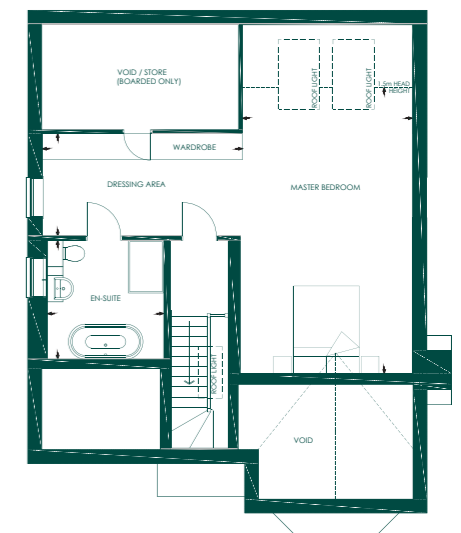 VOID / STORE
(BOARDED ONLY)
ROOF LIGHT
ROOF LIGHT
1.5m HEAD
HEIGHT
WARDROBE
DRESSING AREA
MASTER BEDROOM
EN-SUITE
ROOF LIGHT
VOID